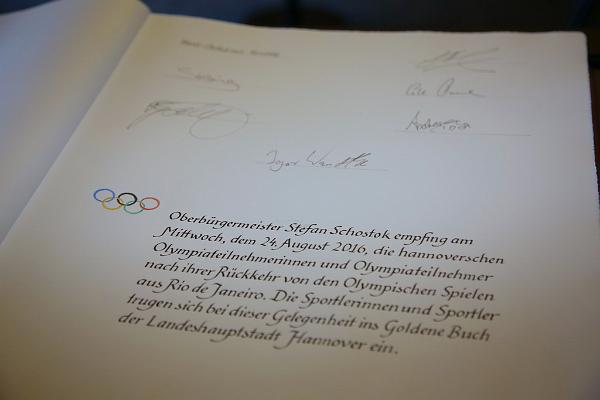 Igor Wandtke
Oberbürgermeister Stefan Schostok empfing am
Mittwoch, dem 24. August 2016, die hannoverschen
Olympiateilnehmerinnen und Olympiateilnehmer
nach ihrer Rückkehr von den Olympischen Spielen
aus Rio de Janeiro. Die Sportlerinnen und Sportler
trugen sich bei dieser Gelegenheit ins Goldene Buch
der Landeshauptstadt Hannover ein.